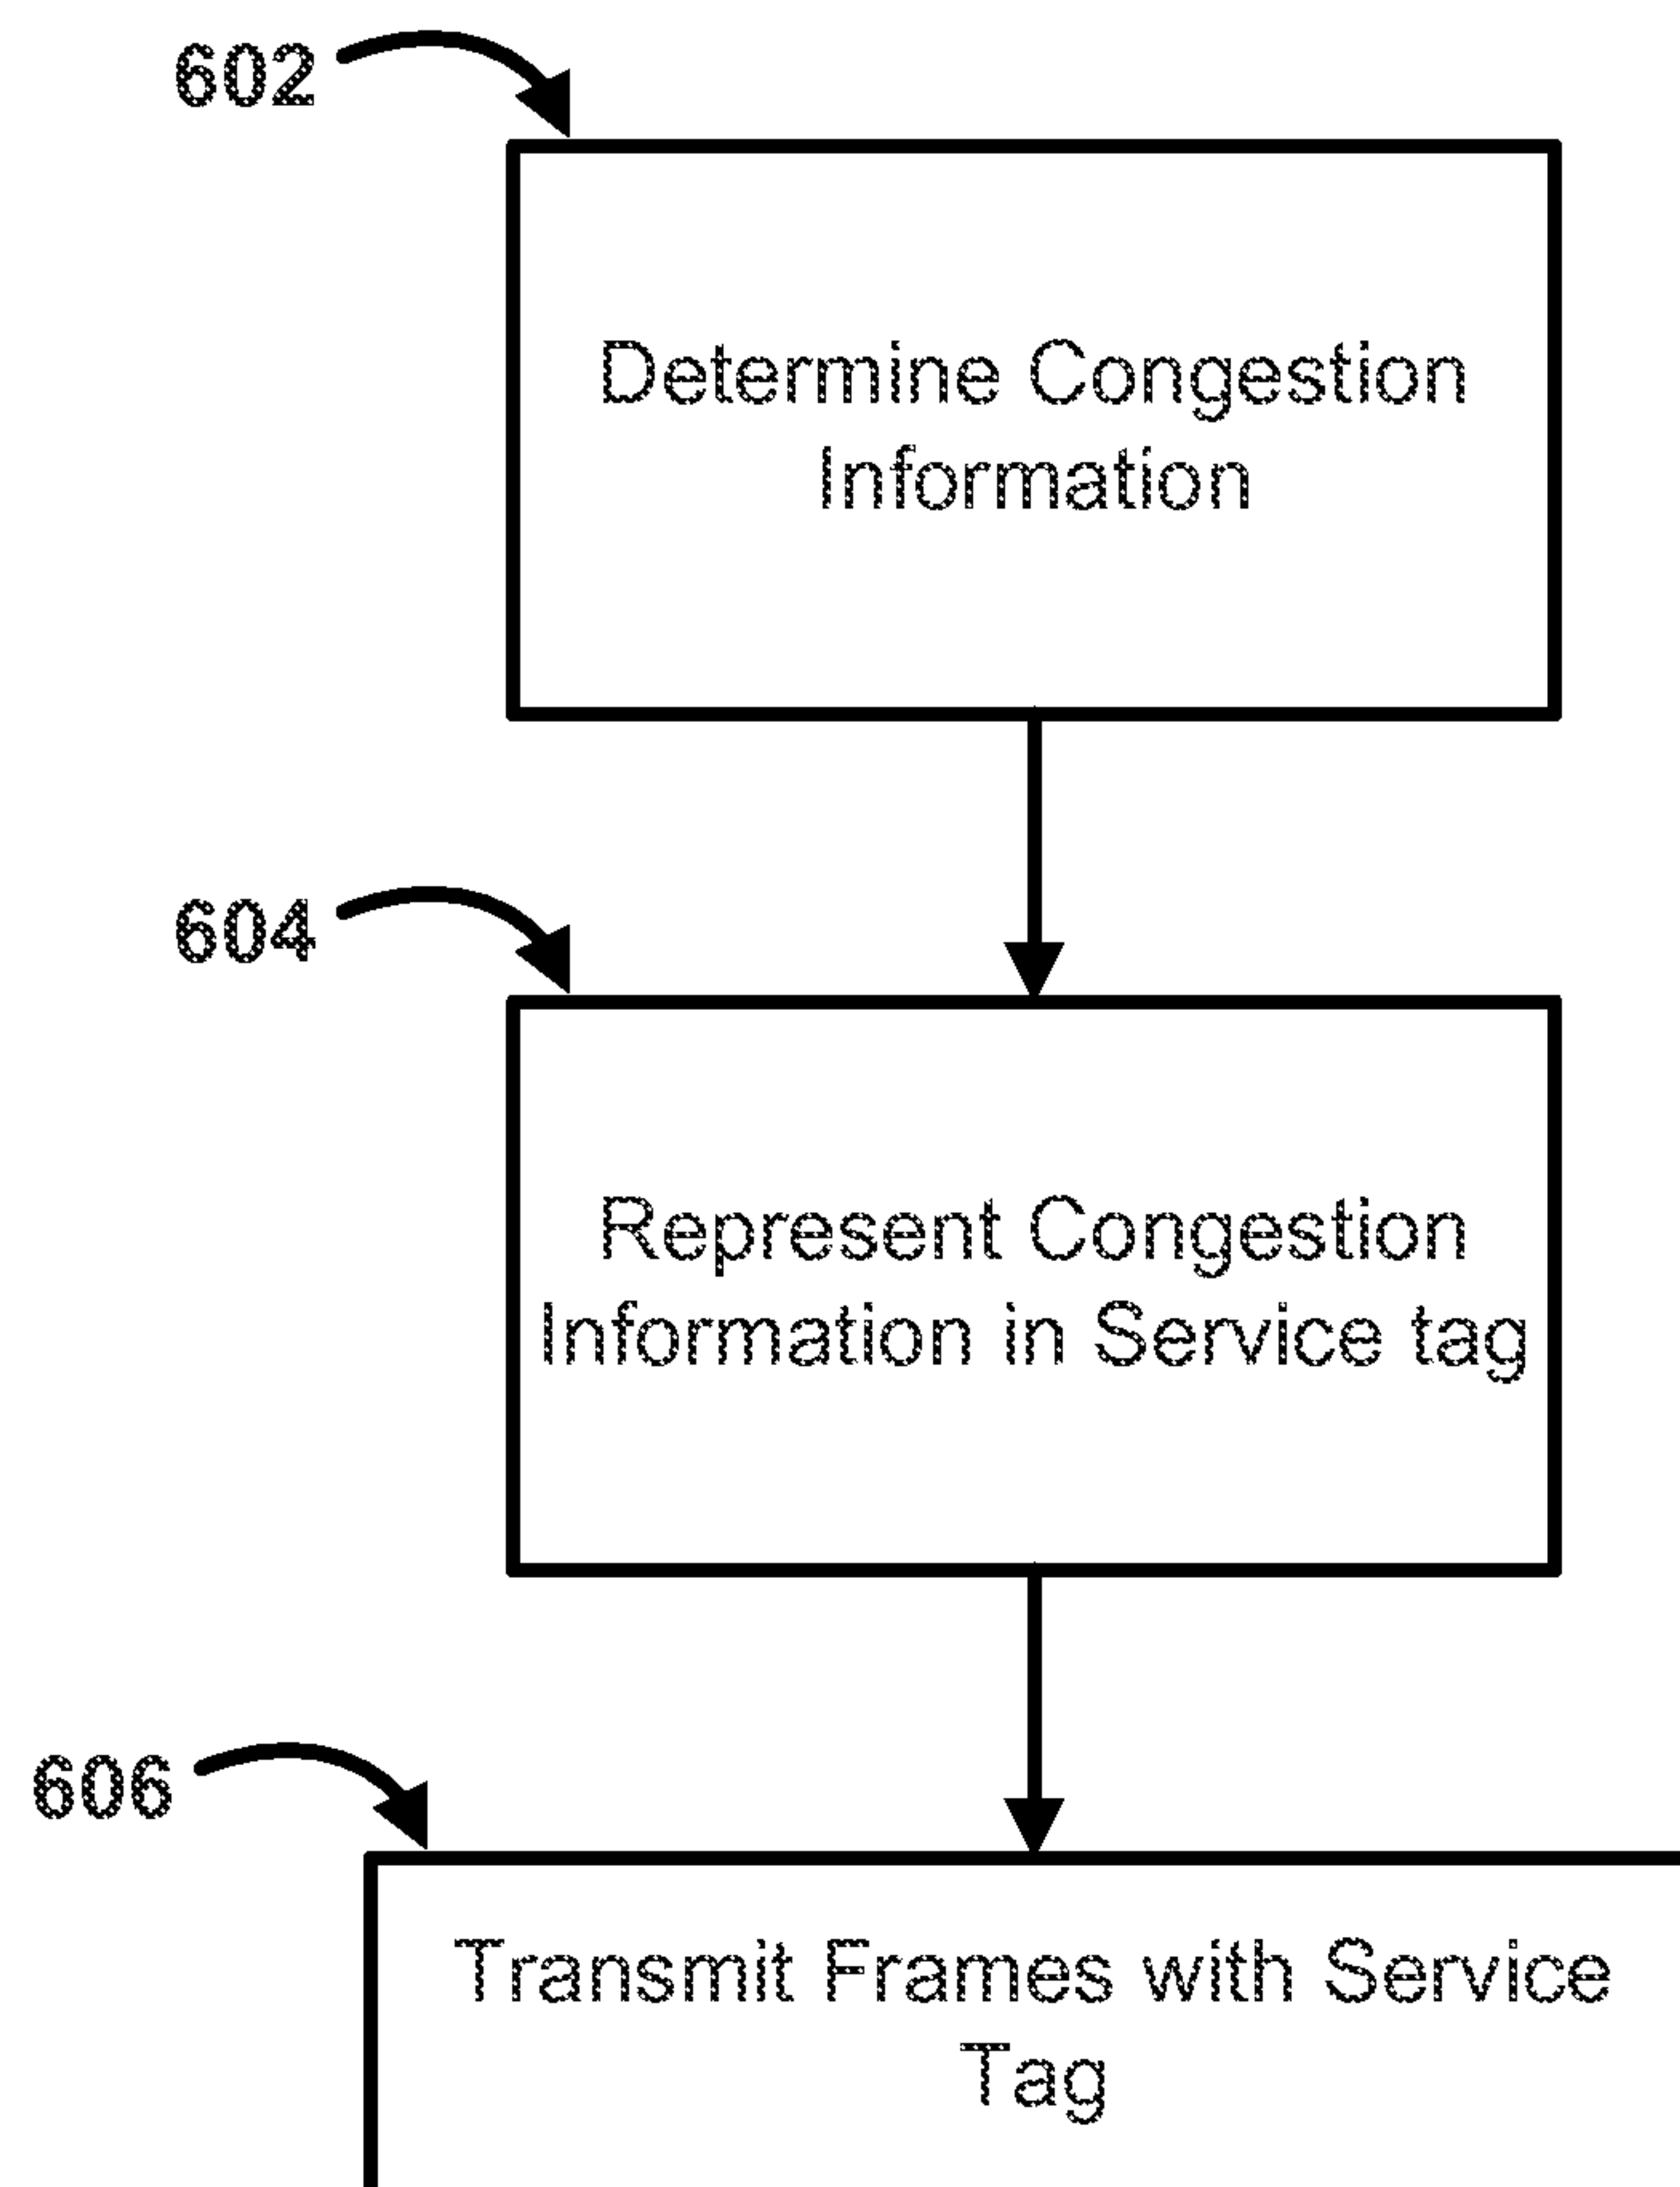 602
Determine Congestion
Information
604
Represent Congestion
Information in Service tag
606
Transmit Frames with Service
Tag